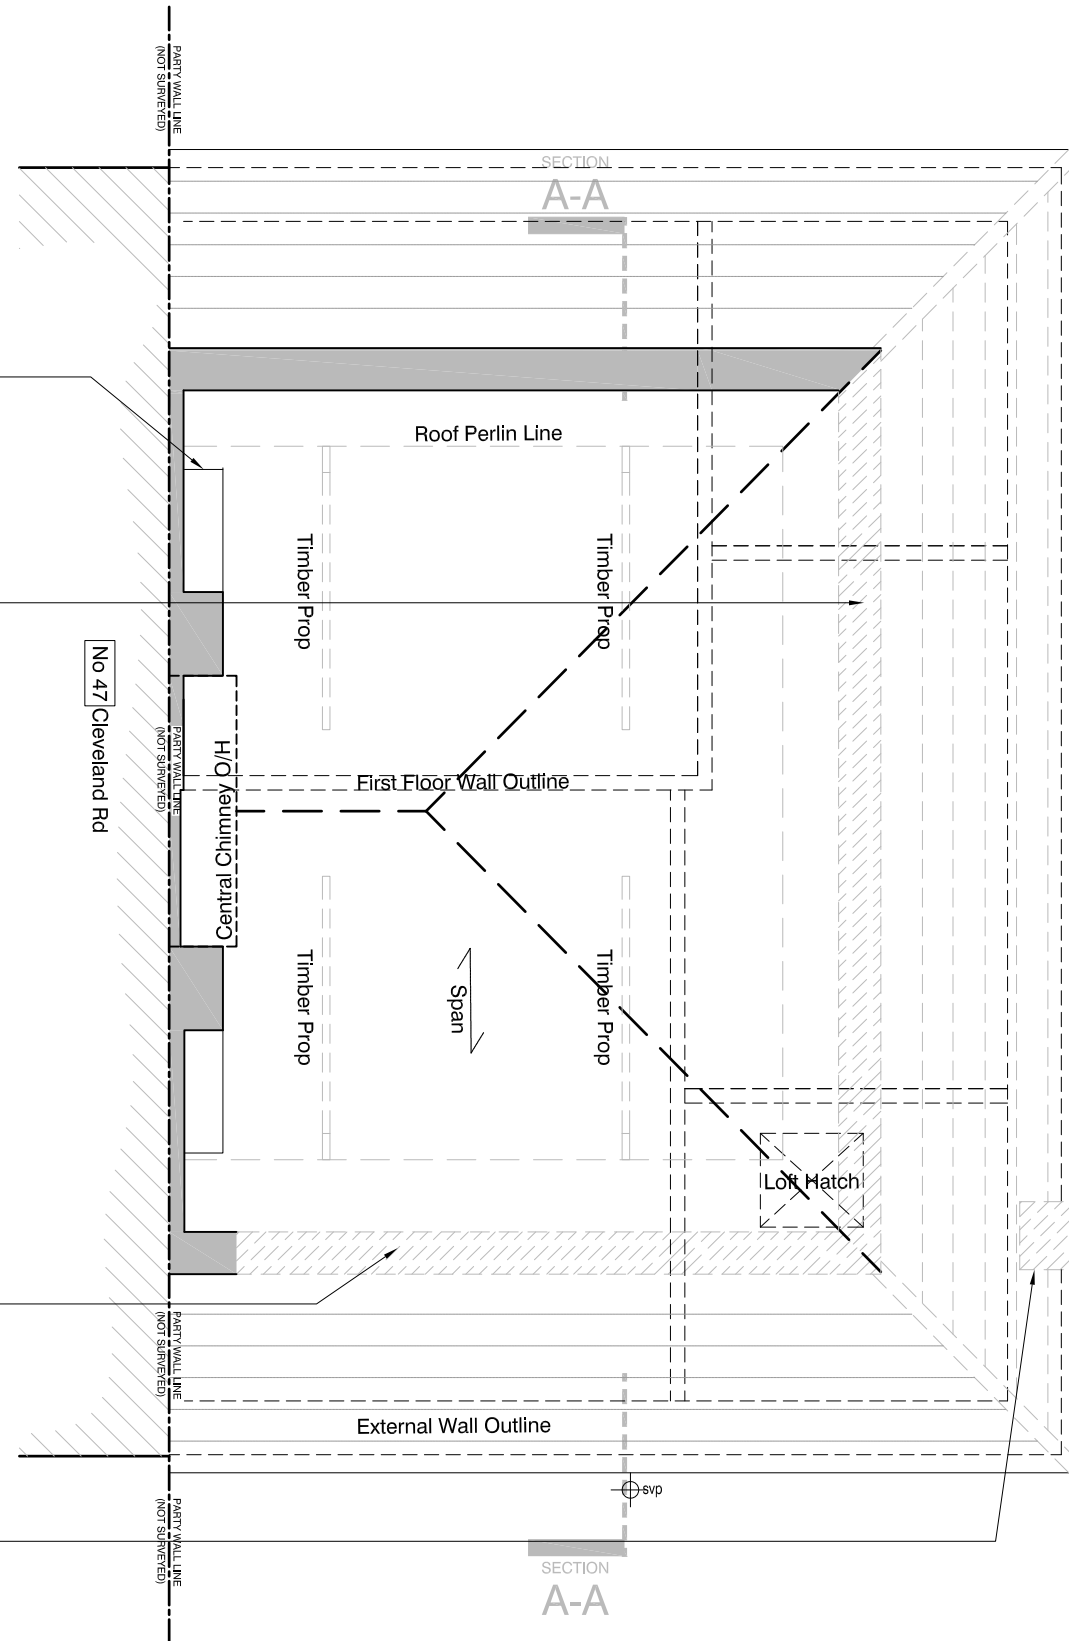 PARTY WALL LINE
(NOT SURVEYED)
SECTION
A-A
Roof Perlin Line
Timber Prop
Timber Prop
No 47 Cleveland Rd
PARTY WALL LINE
(NOT SURVEYED)
Central Chimney O/H
First Floor Wall Outline
Timber Prop
Span
Timber Prop
Loft Hatch
PARTY WALL LINE
(NOT SURVEYED)
External Wall Outline
svp
PARTY WALL LINE
(NOT SURVEYED)
SECTION
A-A